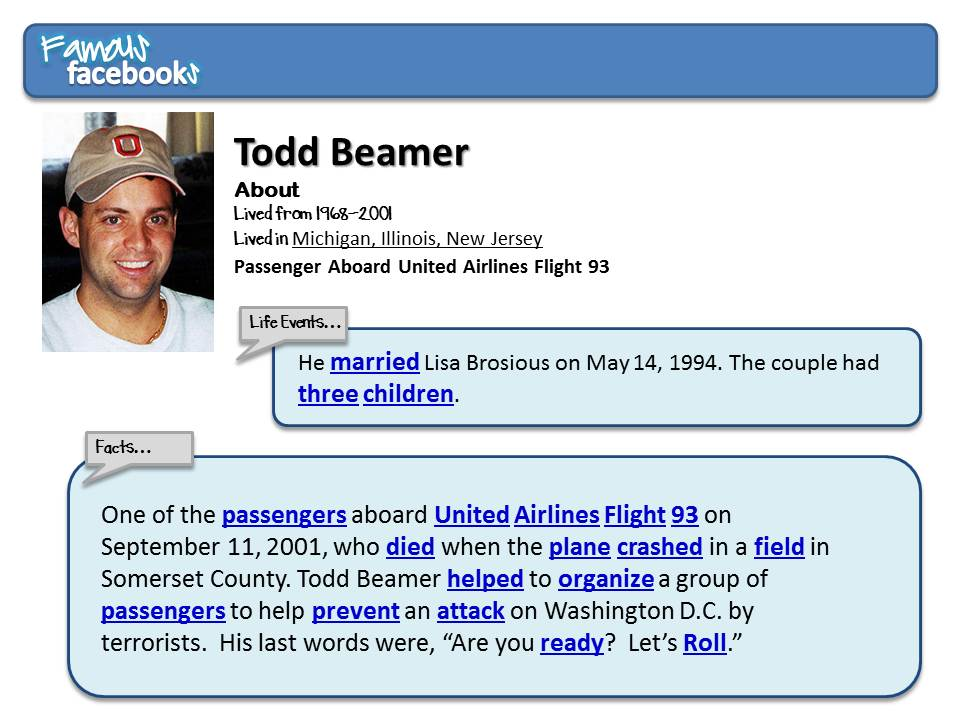 Famous
facebooks
O
Todd Beamer
About
Lived from 1968-2001
Lived in Michigan, Illinois, New Jersey
Passenger Aboard United Airlines Flight 93
Life Events...
He married Lisa Brosious on May 14, 1994. The couple had
three children.
Facts...
One of the passengers aboard United Airlines Flight 93 on
September 11, 2001, who died when the plane crashed in a field in
Somerset County. Todd Beamer helped to organize a group of
passengers to help prevent an attack on Washington D.C. by
terrorists.  His last words were, “Are you ready?  Let’s Roll.”